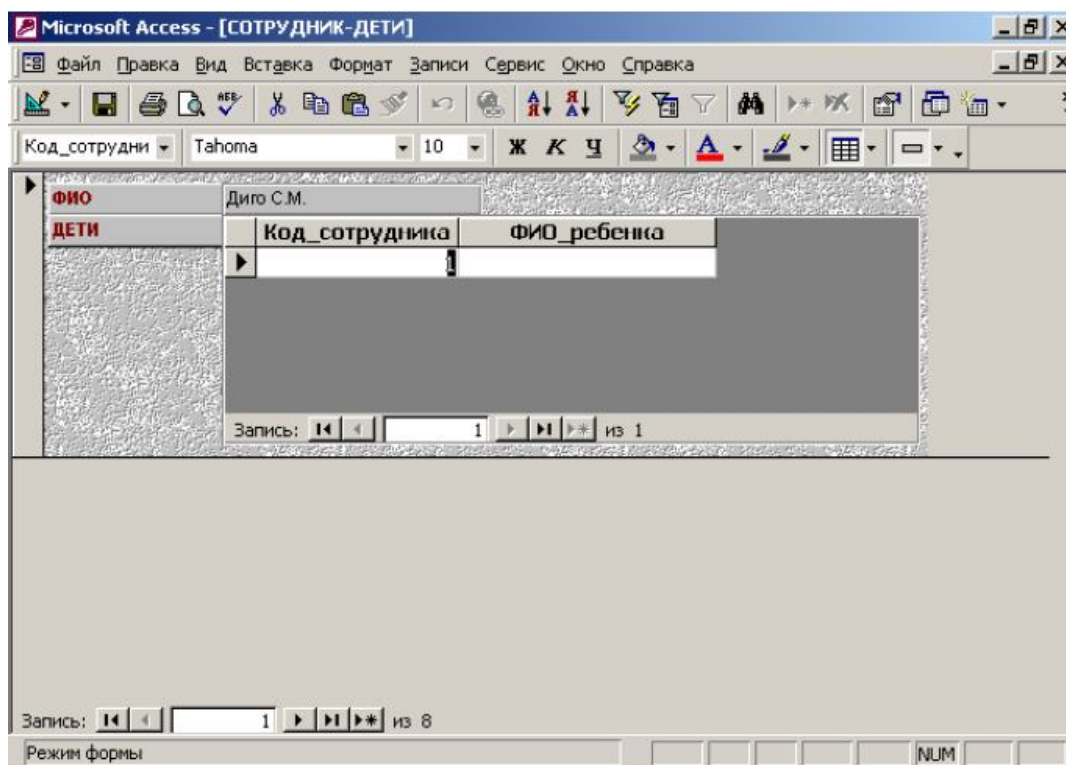 Microsoft Access - [СОТРУДНИК-ДЕТИ]
Файл Правка Вид Вставка Формат Записи Сервис Окно Справка
Код_сотрудни Tahoma 10 Ж К Ч
ФИО Диго С.М.
ДЕТИ
Код_сотрудника ФИО_ребенка
1
Запись: 1 из 1
Запись: 1 из 8
Режим формы NUM